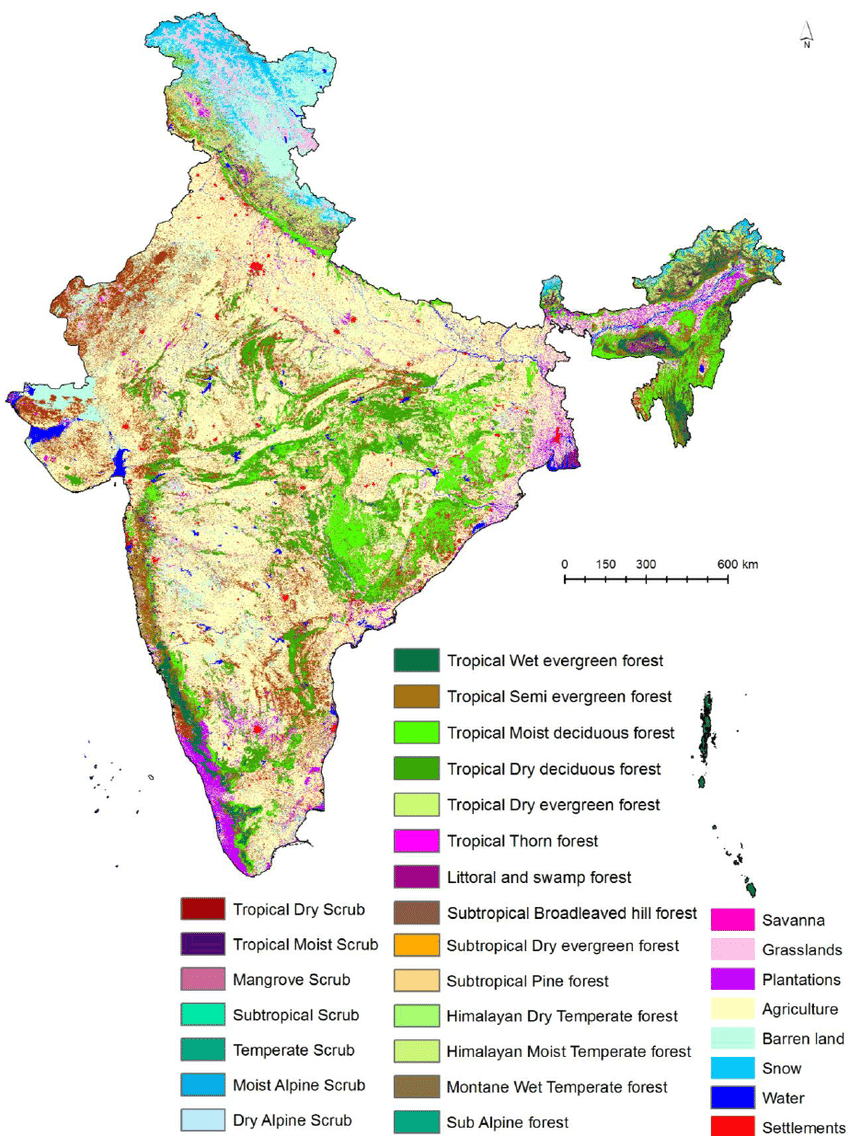 N
0 150 300 600 km
Tropical Wet evergreen forest
Tropical Semi evergreen forest
Tropical Moist deciduous forest
Tropical Dry deciduous forest
Tropical Dry evergreen forest
Tropical Thorn forest
Littoral and swamp forest
Subtropical Broadleaved hill forest
Subtropical Dry evergreen forest
Subtropical Pine forest
Himalayan Dry Temperate forest
Himalayan Moist Temperate forest
Montane Wet Temperate forest
Sub Alpine forest
Tropical Dry Scrub
Tropical Moist Scrub
Mangrove Scrub
Subtropical Scrub
Temperate Scrub
Moist Alpine Scrub
Dry Alpine Scrub
Savanna
Grasslands
Plantations
Agriculture
Barren land
Snow
Water
Settlements